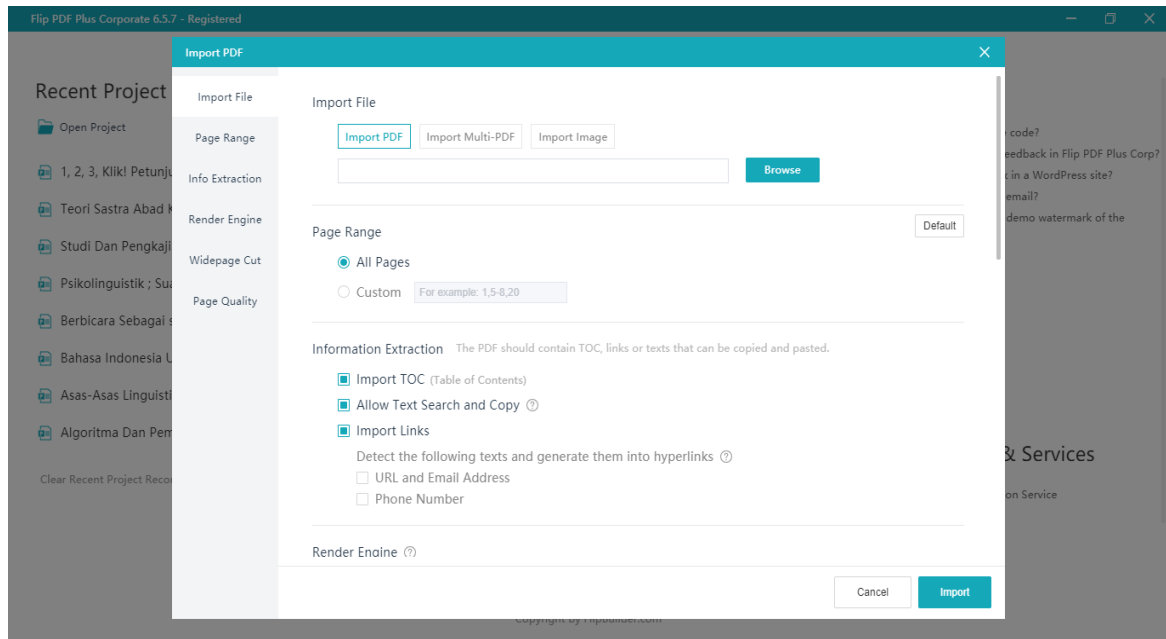 Flip PDF Plus Corporate 6.5.7 - Registered
Import PDF
Recent Project
Open Project
1, 2, 3, Klik! Petunju
Teori Sastra Abad
Studi Dan Pengkaji
Psikolinguistik ; Sua
Berbicara Sebagai s
Bahasa Indonesia U
Asas-Asas Linguisti
Algoritma Dan Pem
Clear Recent Project Reco
Import File
Page Range
Info Extraction
Render Engine
Widepage Cut
Page Quality
Import File
Import PDF Import Multi-PDF Import Image
Browse
Page Range
Default
All Pages
Custom For example: 1,5-8,20
Information Extraction The PDF should contain TOC, links or texts that can be copied and pasted.
Import TOC (Table of Contents)
Allow Text Search and Copy
Import Links
Detect the following texts and generate them into hyperlinks
URL and Email Address
Phone Number
Render Engine
Cancel Import
code?
eedback in Flip PDF Plus Corp?
in a WordPress site?
email?
demo watermark of the
& Services
on Service
Copyright by Flipbuilder.com